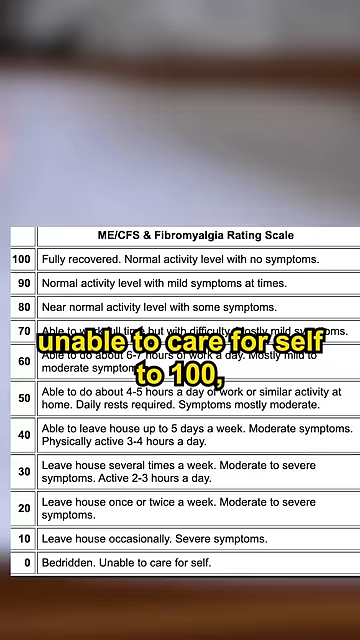 ME/CFS & Fibromyalgia Rating Scale
100 Fully recovered. Normal activity level with no symptoms.
90 Normal activity level with mild symptoms at times.
80 Near normal activity level with some symptoms.
70 Able to work full time but with difficulty. Mostly mild symptoms.
unable to care for self
to 100,
60 Able to do about 6-7 hours of work a day. Mostly mild to
moderate symptoms.
50 Able to do about 4-5 hours a day of work or similar activity at
home. Daily rests required. Symptoms mostly moderate.
40 Able to leave house up to 5 days a week. Moderate symptoms.
Physically active 3-4 hours a day.
30 Leave house several times a week. Moderate to severe
symptoms. Active 2-3 hours a day.
20 Leave house once or twice a week. Moderate to severe
symptoms.
10 Leave house occasionally. Severe symptoms.
0 Bedridden. Unable to care for self.